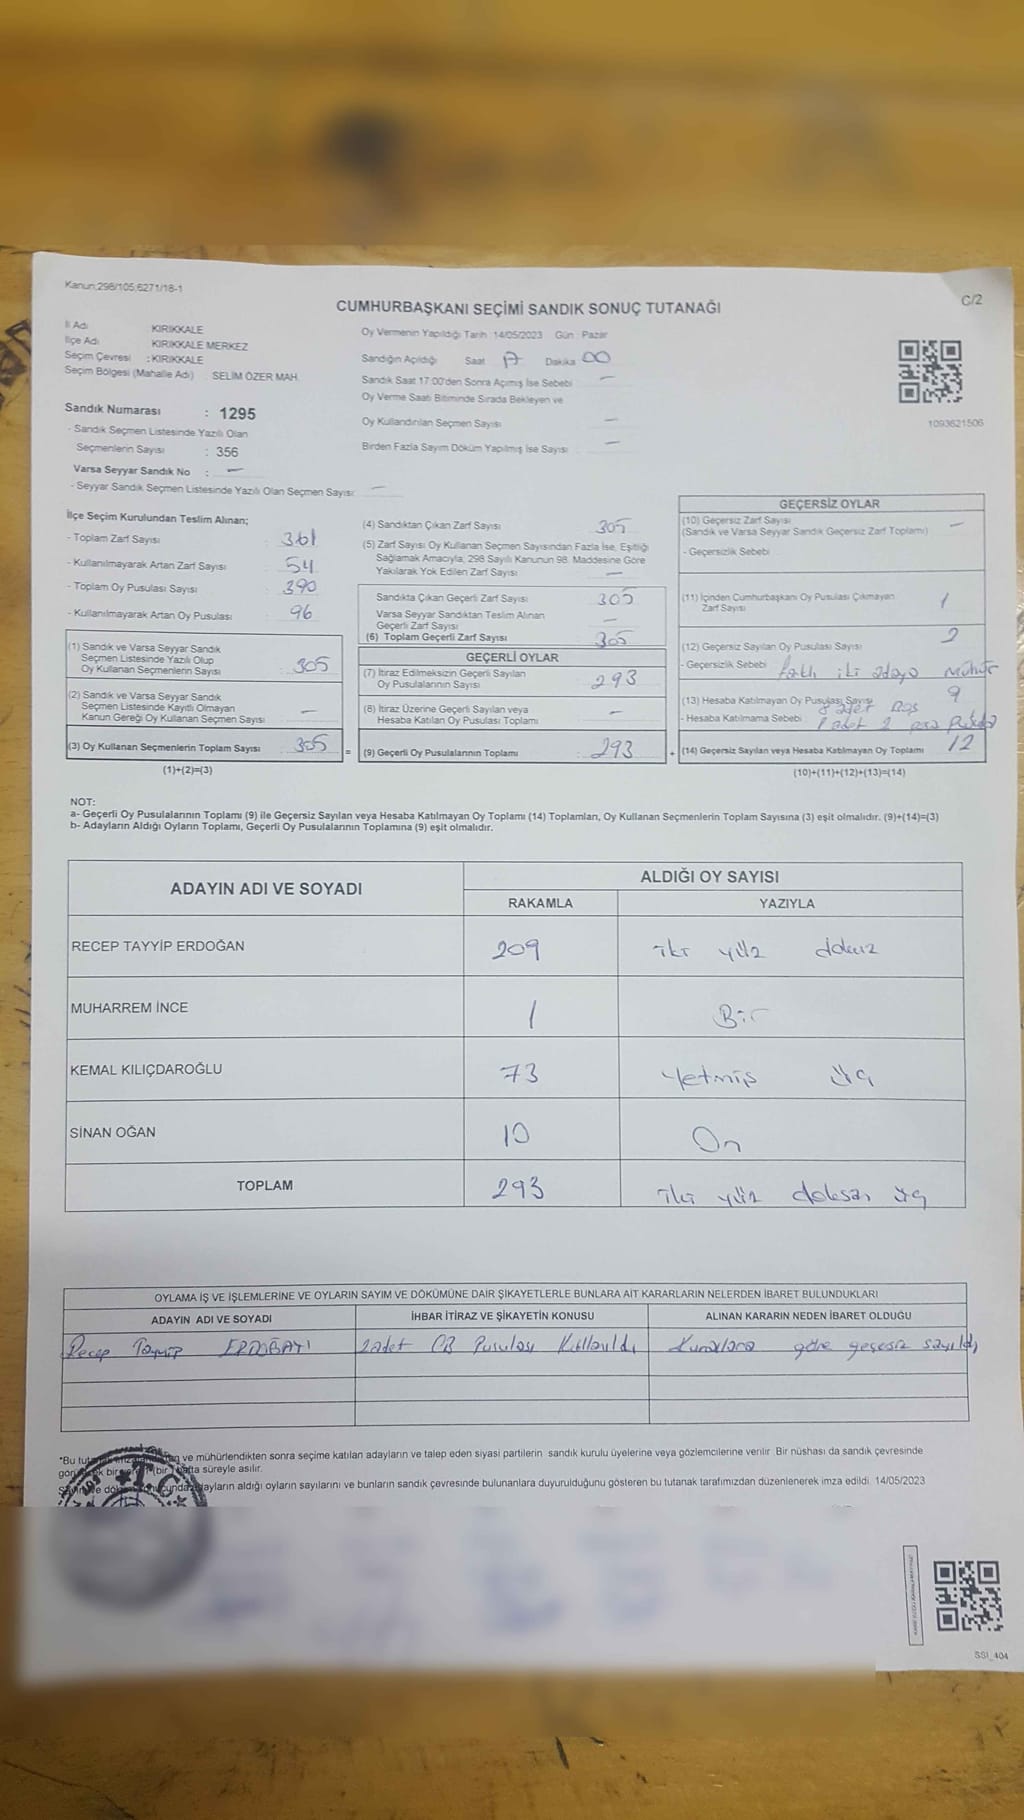 Kanun;298/105;6271/18-1
CUMHURBAŞKANI SEÇİMİ SANDIK SONUÇ TUTANAĞI
C/2
İl Adı KIRIKKALE
İlçe Adı KIRIKKALE MERKEZ
Seçim Çevresi : KIRIKKALE
Seçim Bölgesi (Mahalle Adı) SELİM ÖZER MAH.
Oy Vermenin Yapıldığı Tarih : 14/05/2023 Gün : Pazar
Sandığın Açıldığı Saat 17 Dakika 00
Sandık Saat 17:00'den Sonra Açımış İse Sebebi —
Oy Verme Saati Bitiminde Sırada Bekleyen ve
Oy Kullandırılan Seçmen Sayısı —
Birden Fazla Sayım Döküm Yapılmış İse Sayısı —
1093621506
Sandık Numarası : 1295
- Sandık Seçmen Listesinde Yazılı Olan
Seçmenlerin Sayısı : 356
Varsa Seyyar Sandık No : —
- Seyyar Sandık Seçmen Listesinde Yazılı Olan Seçmen Sayısı: —
İlçe Seçim Kurulundan Teslim Alınan;
- Toplam Zarf Sayısı : 361
- Kullanılmayarak Artan Zarf Sayısı : 54
- Toplam Oy Pusulası Sayısı : 390
- Kullanılmayarak Artan Oy Pusulası : 96
(1) Sandık ve Varsa Seyyar Sandık
Seçmen Listesinde Yazılı Olup
Oy Kullanan Seçmenlerin Sayısı : 305
(2) Sandık ve Varsa Seyyar Sandık
Seçmen Listesinde Kayıtlı Olmayan
Kanun Gereği Oy Kullanan Seçmen Sayısı : —
(3) Oy Kullanan Seçmenlerin Toplam Sayısı : 305
(1)+(2)=(3)
=
(4) Sandıktan Çıkan Zarf Sayısı 305
(5) Zarf Sayısı Oy Kullanan Seçmen Sayısından Fazla İse, Eşitliği
Sağlamak Amacıyla, 298 Sayılı Kanunun 98. Maddesine Göre
Yakılarak Yok Edilen Zarf Sayısı —
Sandıkta Çıkan Geçerli Zarf Sayısı 305
Varsa Seyyar Sandıktan Teslim Alınan
Geçerli Zarf Sayısı —
(6) Toplam Geçerli Zarf Sayısı 305
GEÇERLİ OYLAR
(7) İtiraz Edilmeksizin Geçerli Sayılan
Oy Pusulalarının Sayısı : 293
(8) İtiraz Üzerine Geçerli Sayılan veya
Hesaba Katılan Oy Pusulası Toplamı : —
(9) Geçerli Oy Pusulalarının Toplamı : 293
+
GEÇERSİZ OYLAR
(10) Geçersiz Zarf Sayısı —
(Sandık ve Varsa Seyyar Sandık Geçersiz Zarf Toplamı)
- Geçersizlik Sebebi
(11) İçinden Cumhurbaşkanı Oy Pusulası Çıkmayan 1
Zarf Sayısı
(12) Geçersiz Sayılan Oy Pusulası Sayısı 2
- Geçersizlik Sebebi farklı iki adaya mühür
(13) Hesaba Katılmayan Oy Pusulası Sayısı 9
- Hesaba Katılmama Sebebi
(14) Geçersiz Sayılan veya Hesaba Katılmayan Oy Toplamı 12
(10)+(11)+(12)+(13)=(14)
NOT:
a- Geçerli Oy Pusulalarının Toplamı (9) ile Geçersiz Sayılan veya Hesaba Katılmayan Oy Toplamı (14) Toplamları, Oy Kullanan Seçmenlerin Toplam Sayısına (3) eşit olmalıdır. (9)+(14)=(3)
b- Adayların Aldığı Oyların Toplamı, Geçerli Oy Pusulalarının Toplamına (9) eşit olmalıdır.
ADAYIN ADI VE SOYADI
ALDIĞI OY SAYISI
RAKAMLA YAZIYLA
RECEP TAYYİP ERDOĞAN 209 iki yüz dokuz
MUHARREM İNCE 1 Bir
KEMAL KILIÇDAROĞLU 73 Yetmiş üç
SİNAN OĞAN 10 On
TOPLAM 293 iki yüz doksan üç
OYLAMA İŞ VE İŞLEMLERİNE VE OYLARIN SAYIM VE DÖKÜMÜNE DAİR ŞİKAYETLERLE BUNLARA AİT KARARLARIN NELERDEN İBARET BULUNDUKLARI
ADAYIN ADI VE SOYADI İHBAR İTİRAZ VE ŞİKAYETİN KONUSU ALINAN KARARIN NEDEN İBARET OLDUĞU
Recep Tayyip ERDOĞAN 2 adet CB Pusulası Kullanıldı Kurallara göre geçersiz sayıldı
ve mühürlendikten sonra seçime katılan adayların ve talep eden siyasi partilerin sandık kurulu üyelerine veya gözlemcilerine verilir. Bir nüshası da sandık çevresinde
hafta süreyle asılır.
adayların aldığı oyların sayılarını ve bunların sandık çevresinde bulunanlara duyurulduğunu gösteren bu tutanak tarafımızdan düzenlenerek imza edildi. 14/05/2023
SSI_404